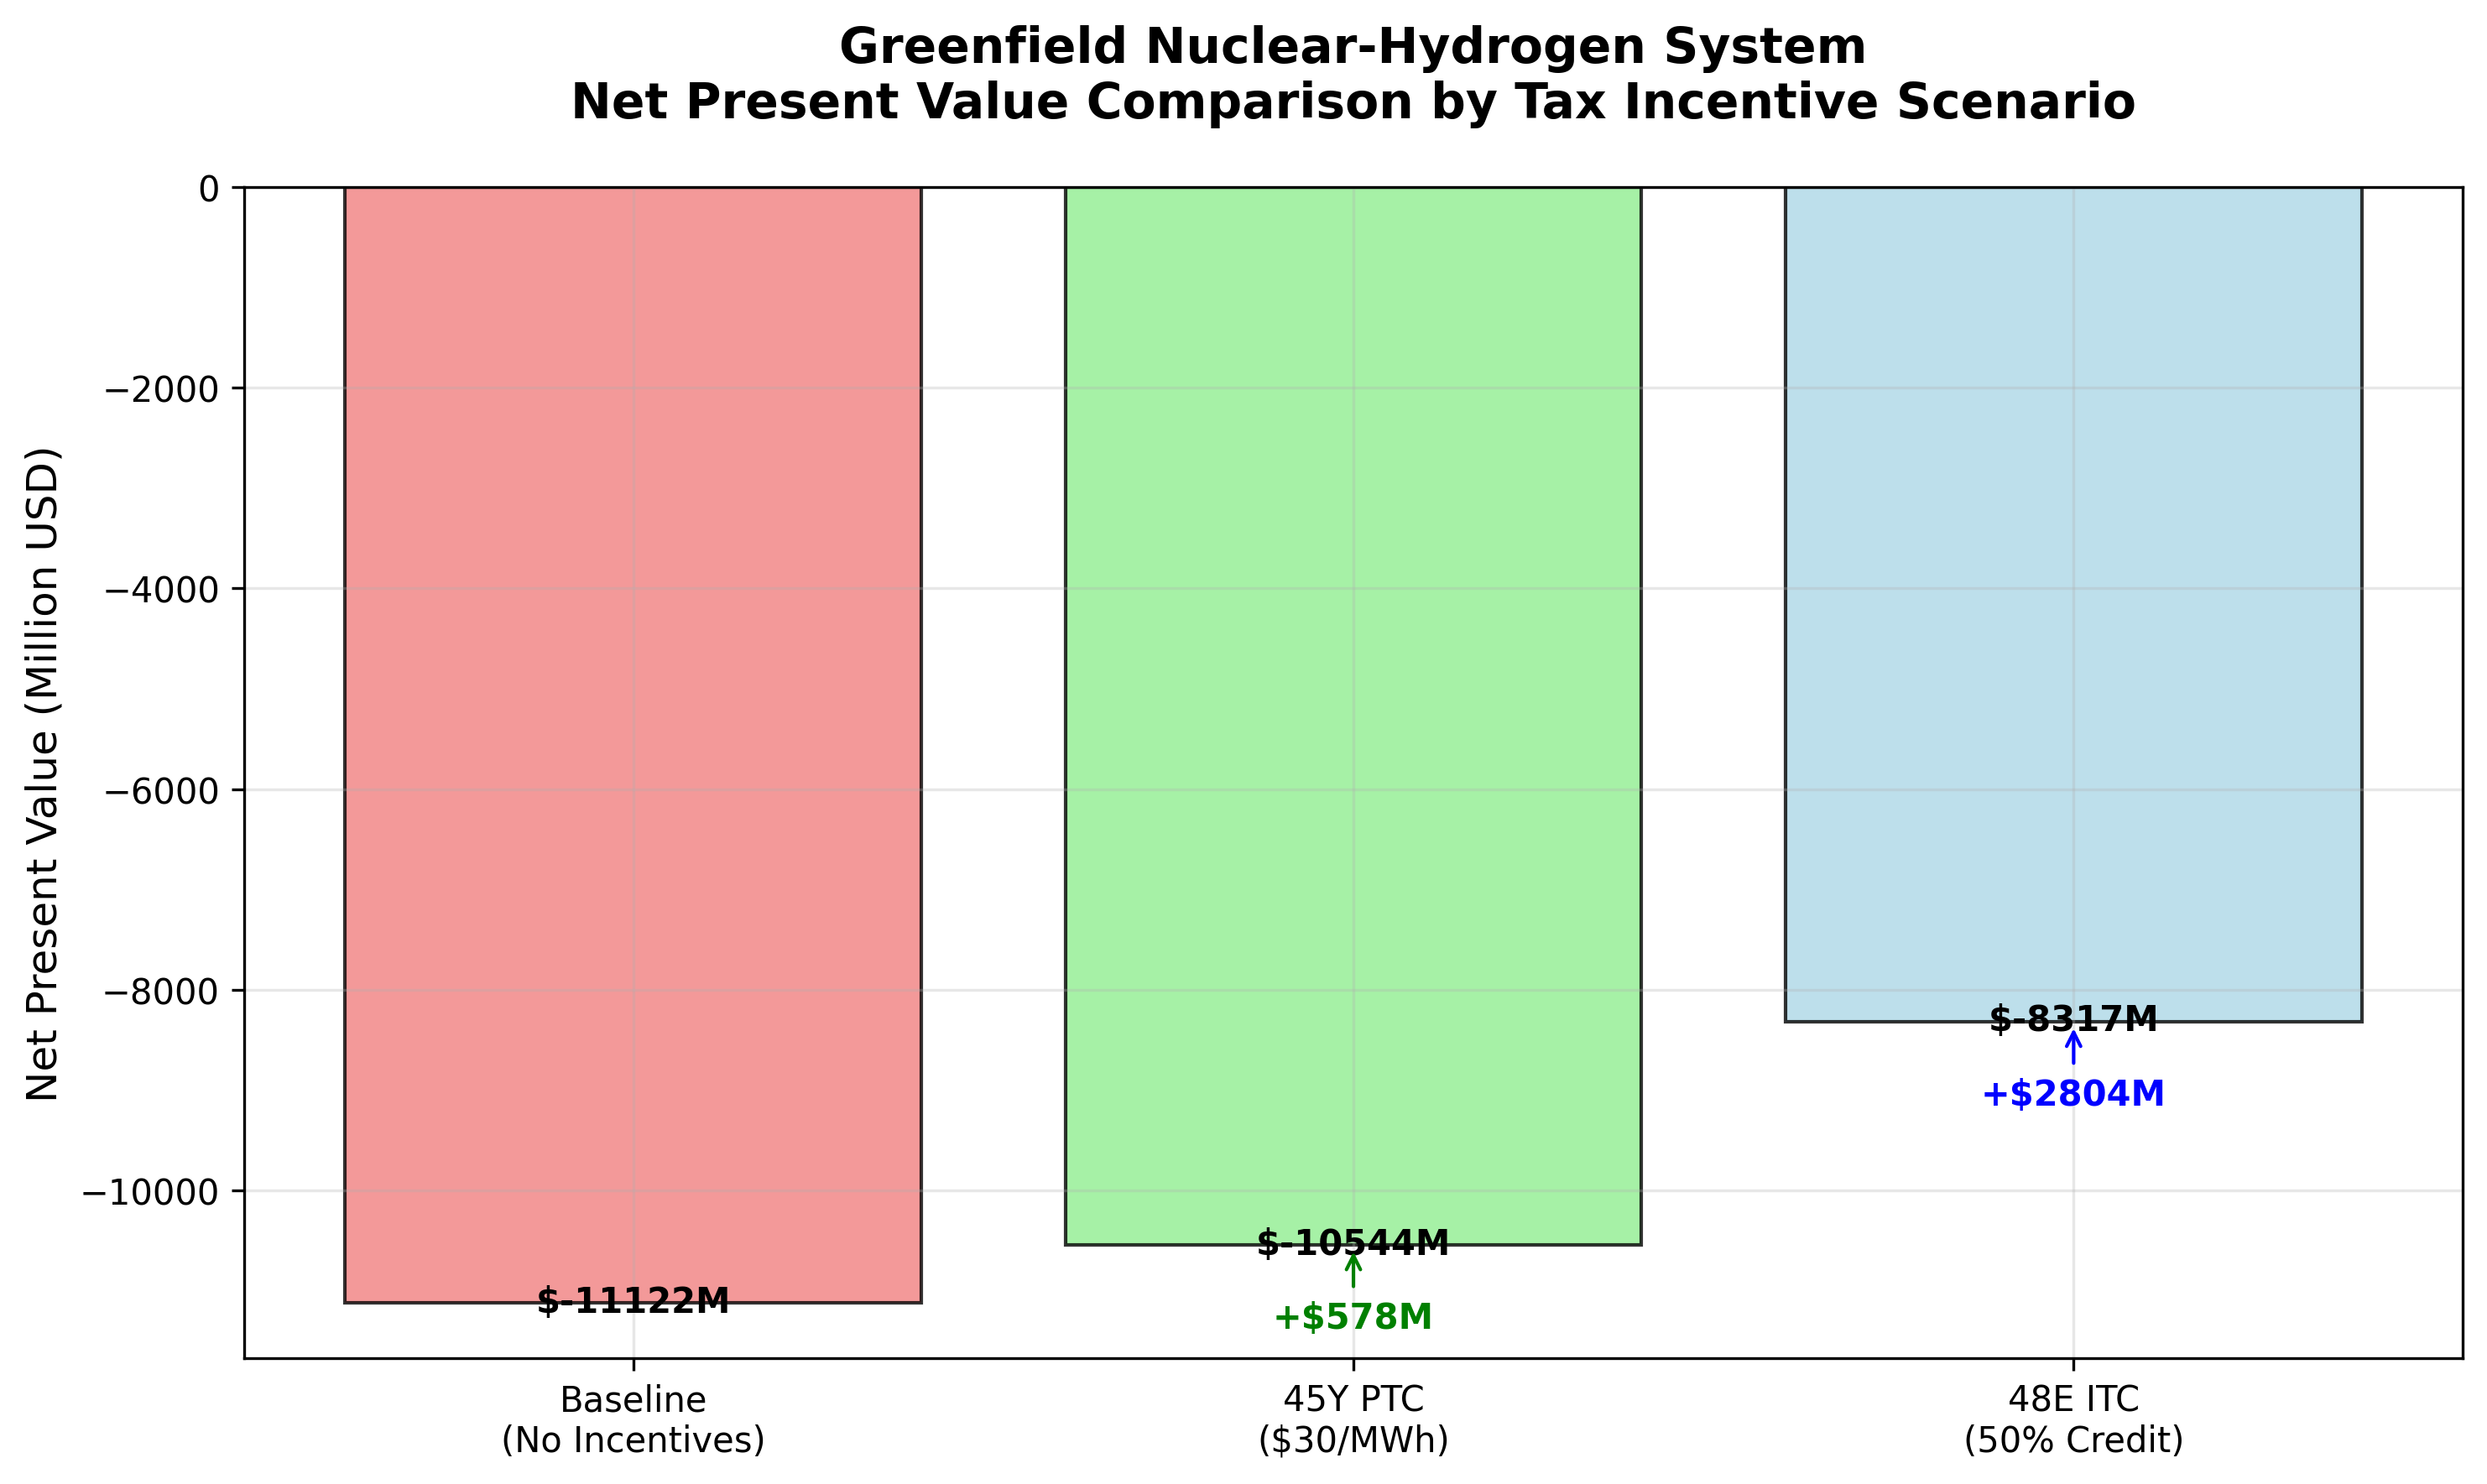 Greenfield Nuclear-Hydrogen System
Net Present Value Comparison by Tax Incentive Scenario
Net Present Value (Million USD)
0
−2000
−4000
−6000
−8000
−10000
$-11122M
$-10544M
+$578M
$-8317M
+$2804M
Baseline
(No Incentives)
45Y PTC
($30/MWh)
48E ITC
(50% Credit)